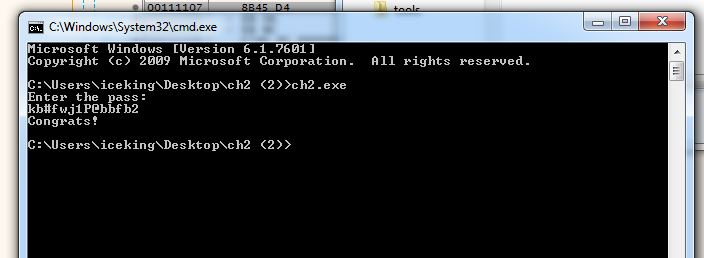 00111107 8B45 D4
tools
C:\Windows\System32\cmd.exe
Microsoft Windows [Version 6.1.7601]
Copyright (c) 2009 Microsoft Corporation.  All rights reserved.
C:\Users\iceking\Desktop\ch2 (2)>ch2.exe
Enter the pass:
kb#fwj1P@bbfb2
Congrats!
C:\Users\iceking\Desktop\ch2 (2)>